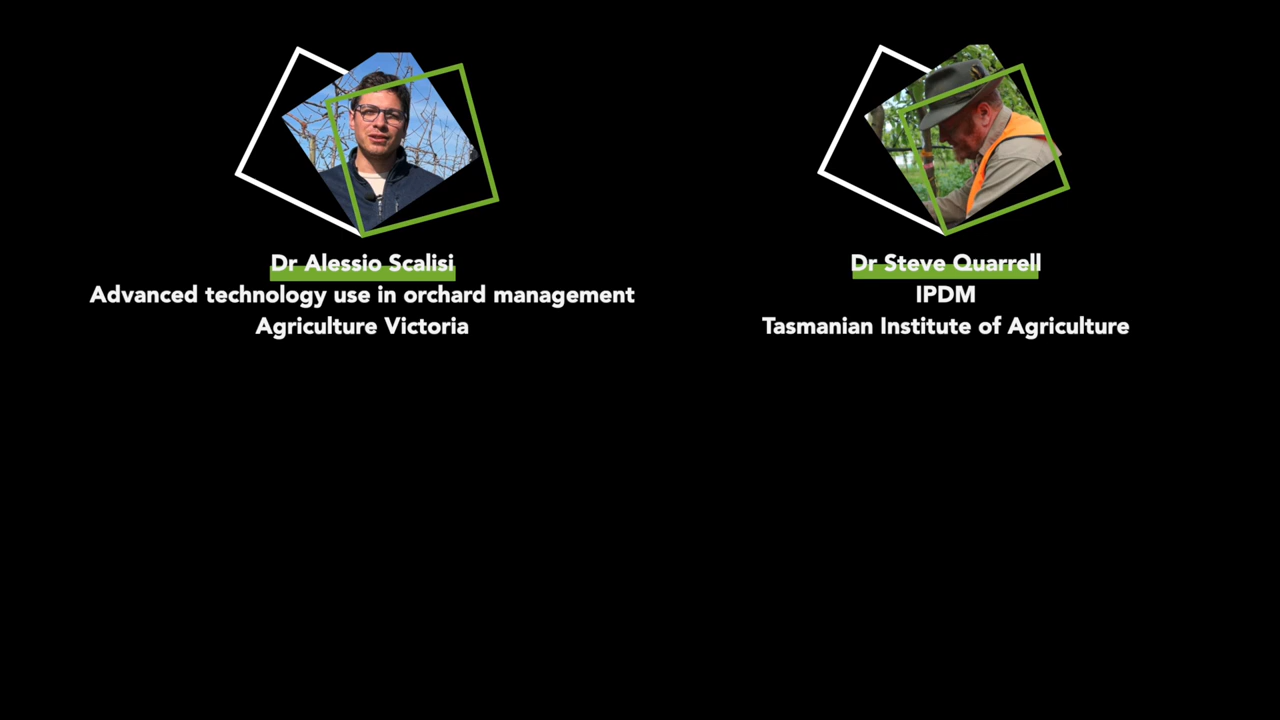 Dr Alessio Scalisi
Advanced technology use in orchard management
Agriculture Victoria
Dr Steve Quarrell
IPDM
Tasmanian Institute of Agriculture